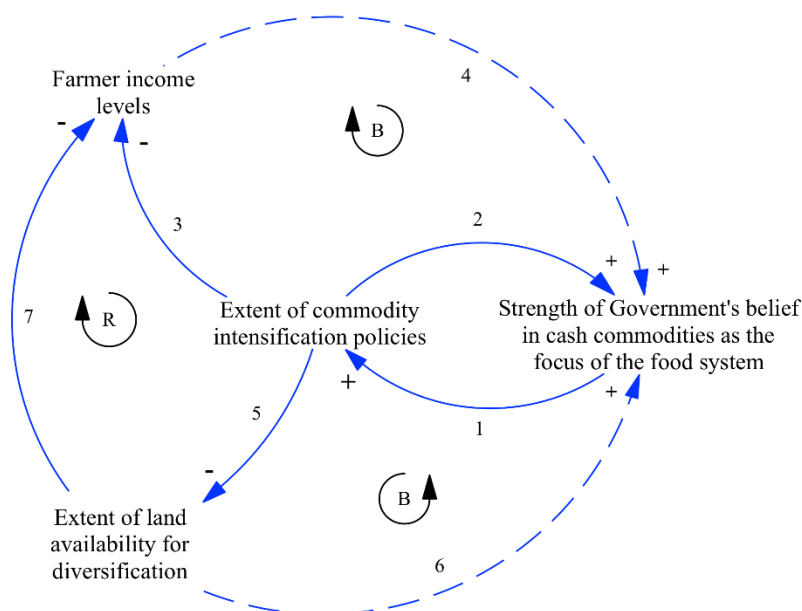 4
Farmer income
levels
-
-
B
3
2
+
+
7
R
Extent of commodity
intensification policies
Strength of Government's belief
in cash commodities as the
focus of the food system
+
+
5
1
-
B
Extent of land
availability for
diversification
6